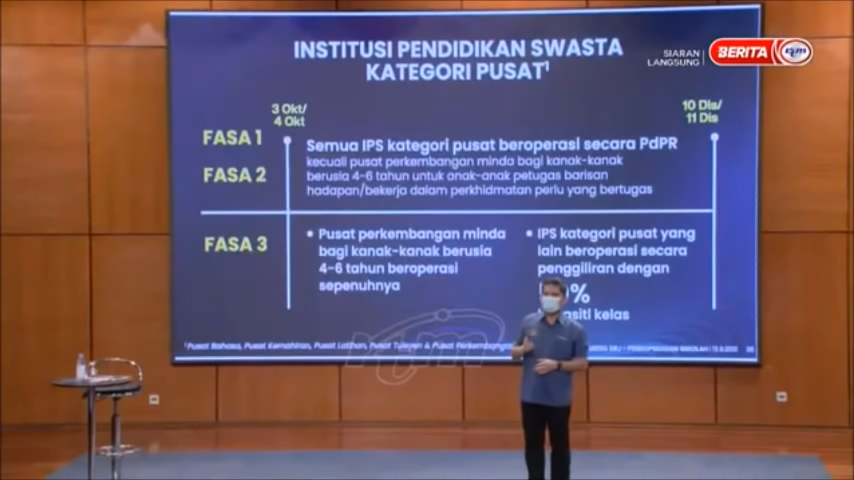 INSTITUSI PENDIDIKAN SWASTA
KATEGORI PUSAT¹
SIARAN
LANGSUNG
BERITA
rtm
3 Okt/
4 Okt
10 Dis/
11 Dis
FASA 1
Semua IPS kategori pusat beroperasi secara PdPR
kecuali pusat perkembangan minda bagi kanak-kanak
FASA 2
berusia 4-6 tahun untuk anak-anak petugas barisan
hadapan/bekerja dalam perkhidmatan perlu yang bertugas
FASA 3
• Pusat perkembangan minda
bagi kanak-kanak berusia
4-6 tahun beroperasi
sepenuhnya
• IPS kategori pusat yang
lain beroperasi secara
penggiliran dengan
%
kelas
¹Pusat Bahasa, Pusat Kemahiran, Pusat Latihan, Pusat Tuisyen & Pusat Perkembangan
rtm